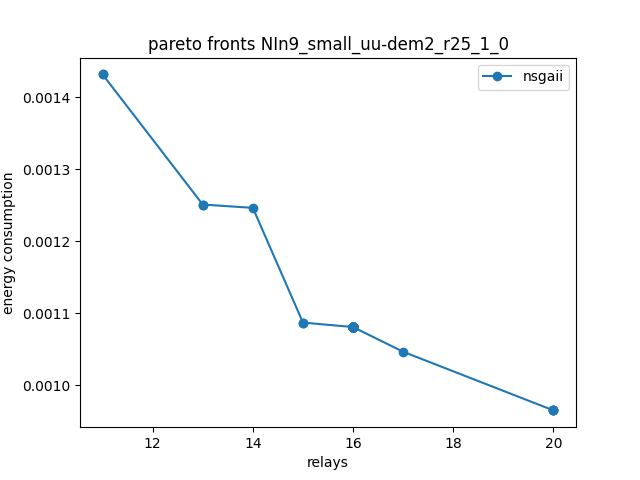 pareto fronts NIn9_small_uu-dem2_r25_1_0
nsgaii
energy consumption
0.0014
0.0013
0.0012
0.0011
0.0010
12 14 16 18 20
relays